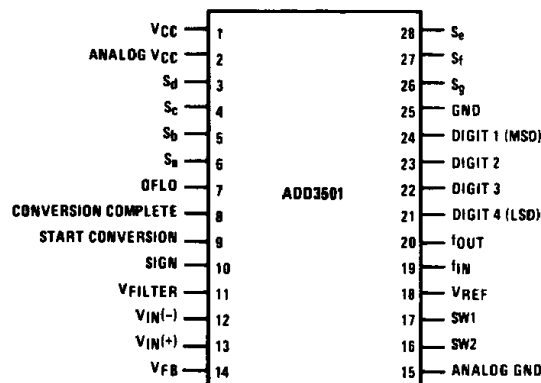 VCC 1
ANALOG VCC 2
Sd 3
Sc 4
Sb 5
Sa 6
OFLO 7
CONVERSION COMPLETE 8
START CONVERSION 9
SIGN 10
VFILTER 11
VIN(-) 12
VIN(+) 13
VFB 14
ADD3501
28 Se
27 Sf
26 Sg
25 GND
24 DIGIT 1 (MSD)
23 DIGIT 2
22 DIGIT 3
21 DIGIT 4 (LSD)
20 fOUT
19 fIN
18 VREF
17 SW1
16 SW2
15 ANALOG GND